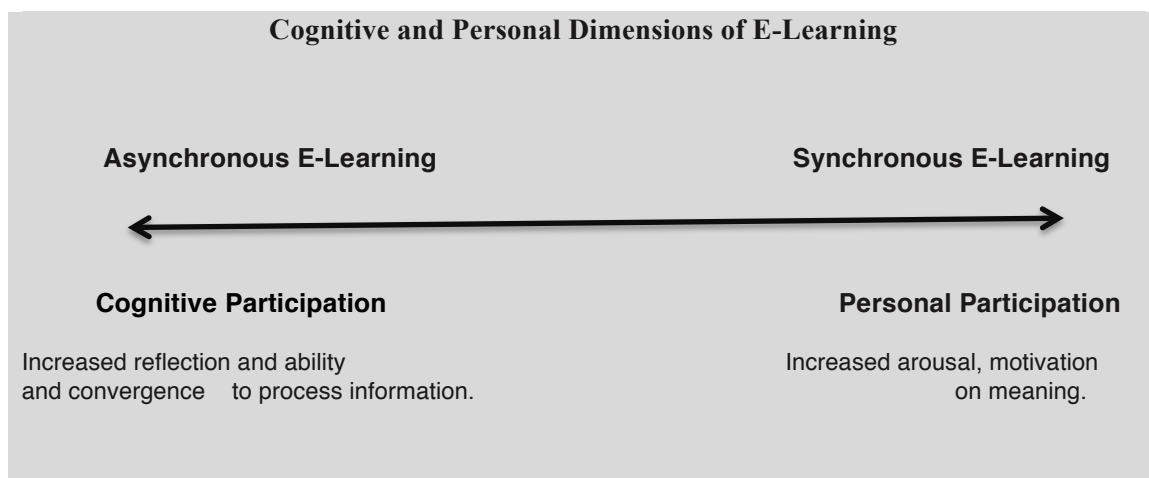 Cognitive and Personal Dimensions of E-Learning
Asynchronous E-Learning
Synchronous E-Learning
Cognitive Participation
Personal Participation
Increased reflection and ability
and convergence to process information.
Increased arousal, motivation
on meaning.